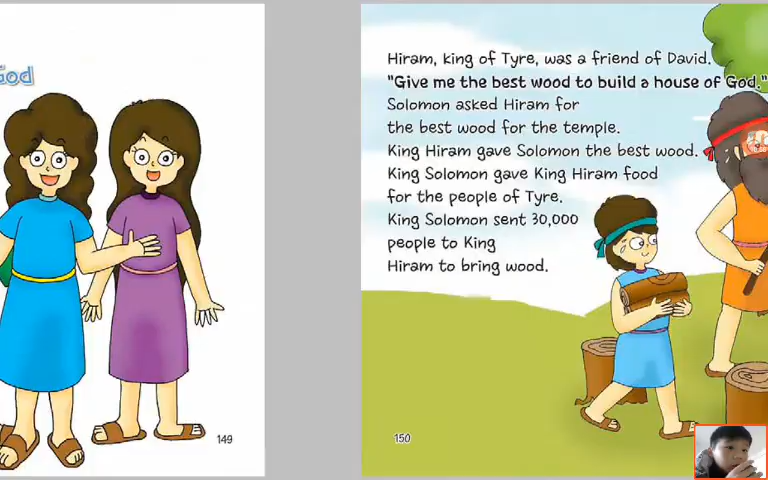 God
149
Hiram, king of Tyre, was a friend of David.
"Give me the best wood to build a house of God."
Solomon asked Hiram for
the best wood for the temple.
King Hiram gave Solomon the best wood.
King Solomon gave King Hiram food
for the people of Tyre.
King Solomon sent 30,000
people to King
Hiram to bring wood.
150